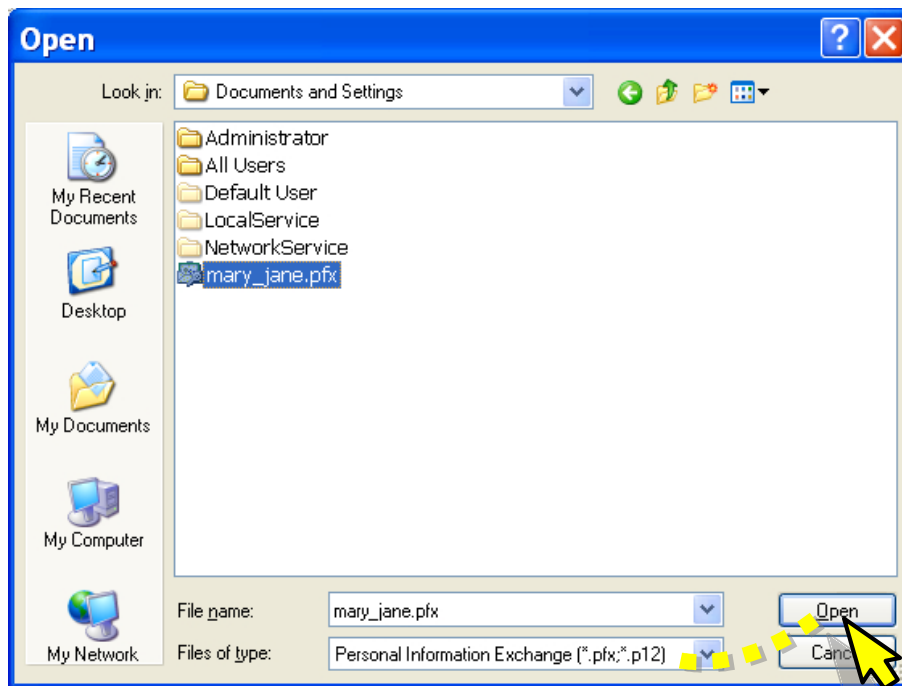 Open
Look in:
Documents and Settings
My Recent
Documents
Desktop
My Documents
My Computer
My Network
Administrator
All Users
Default User
LocalService
NetworkService
mary_jane.pfx
File name:
mary_jane.pfx
Open
Files of type:
Personal Information Exchange (*.pfx;*.p12)